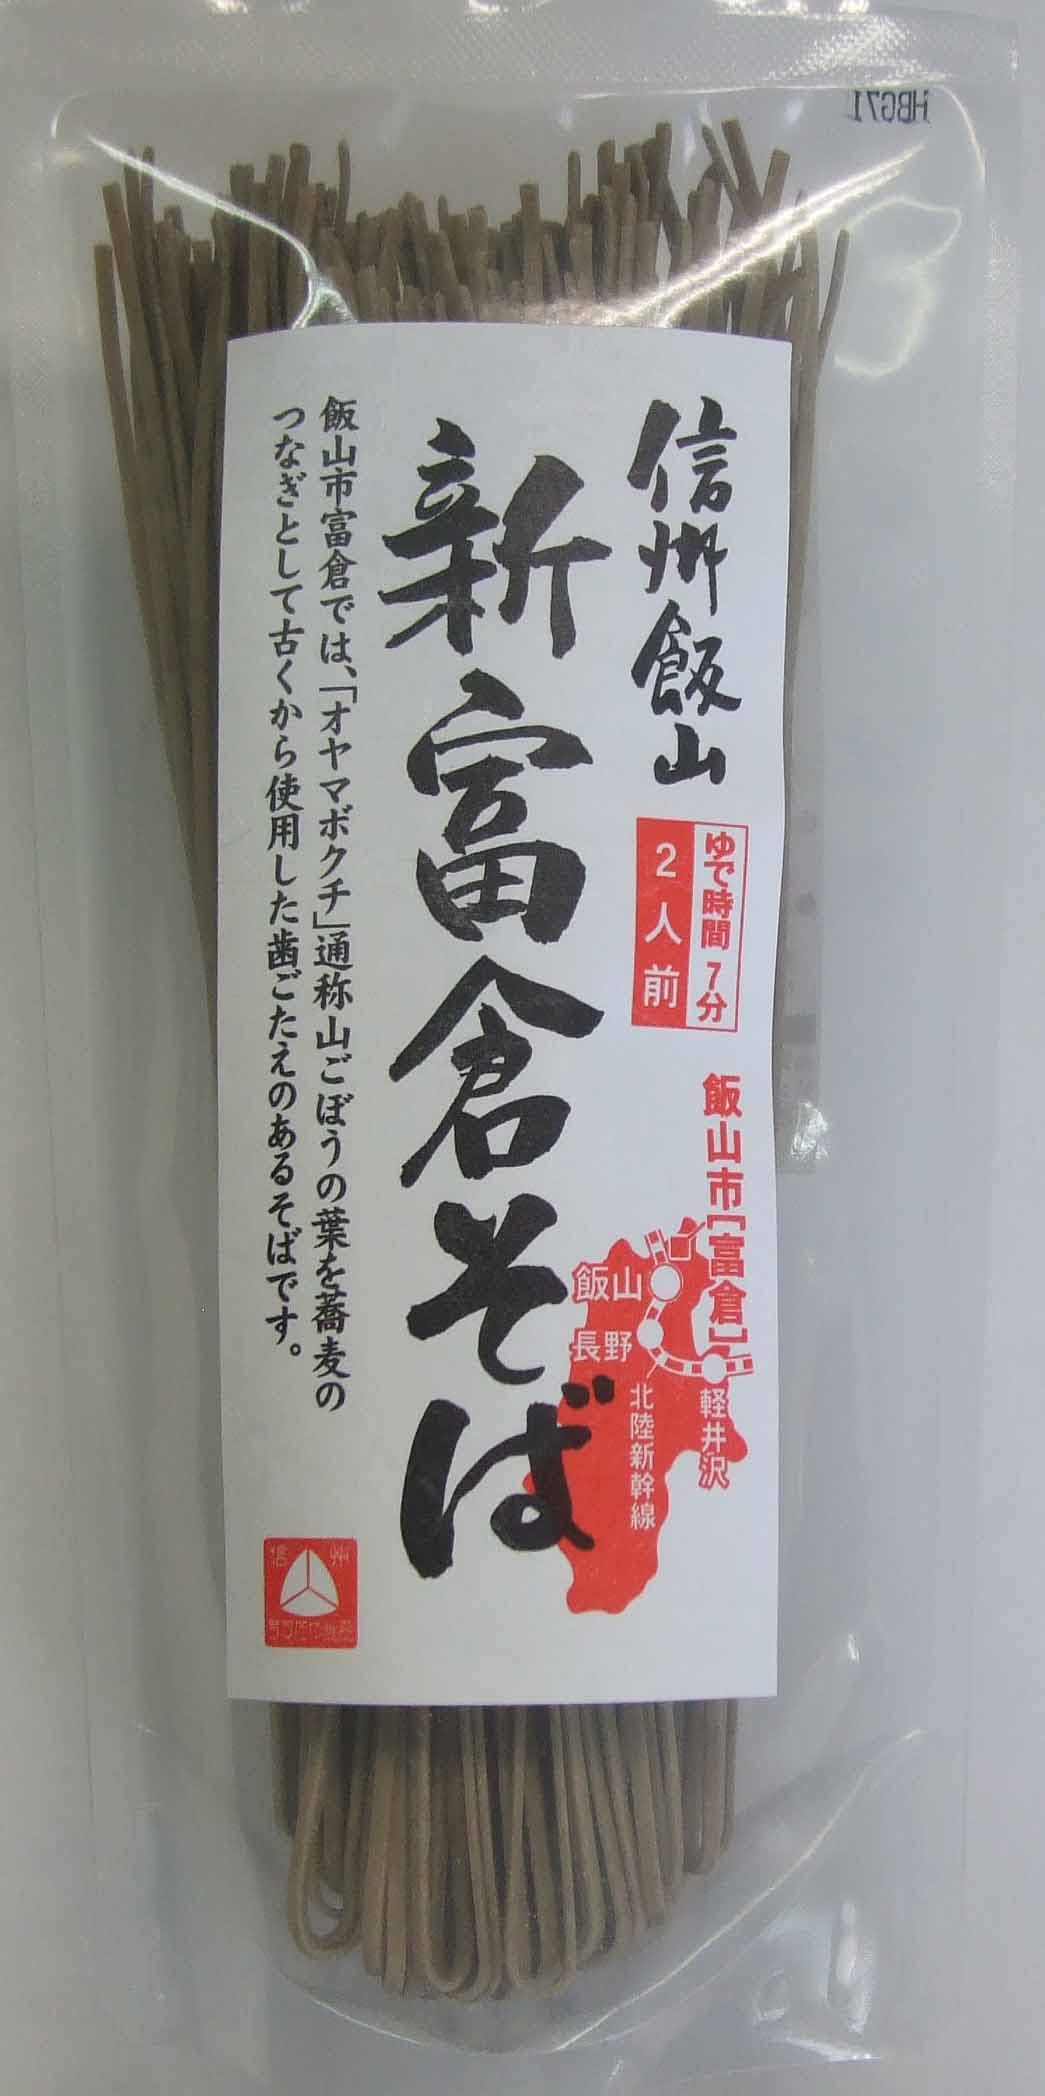 信州飯山
新富倉そば
ゆで時間 7分
2人前
飯山市[富倉]
飯山
長野
軽井沢
北陸新幹線
飯山市富倉では、「オヤマボクチ」通称山ごぼうの葉を蕎麦の
つなぎとして古くから使用した歯ごたえのあるそばです。
信州
HBG71